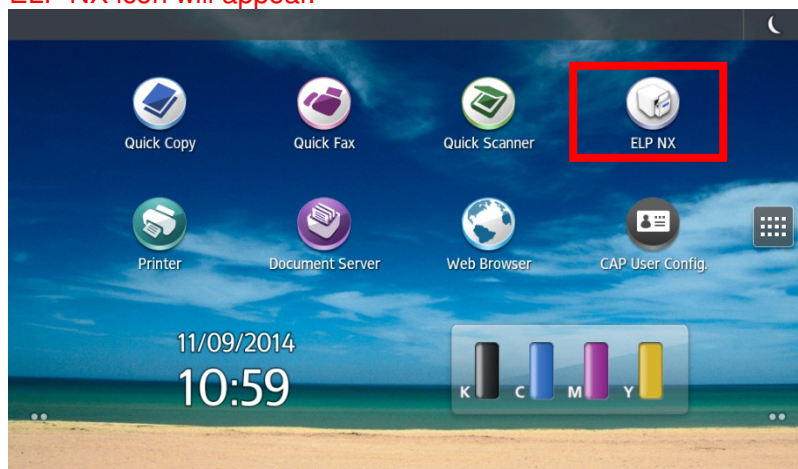 ELP NX icon will appear.
Quick Copy
Quick Fax
Quick Scanner
ELP NX
Printer
Document Server
Web Browser
CAP User Config.
11/09/2014
10:59
K C M Y